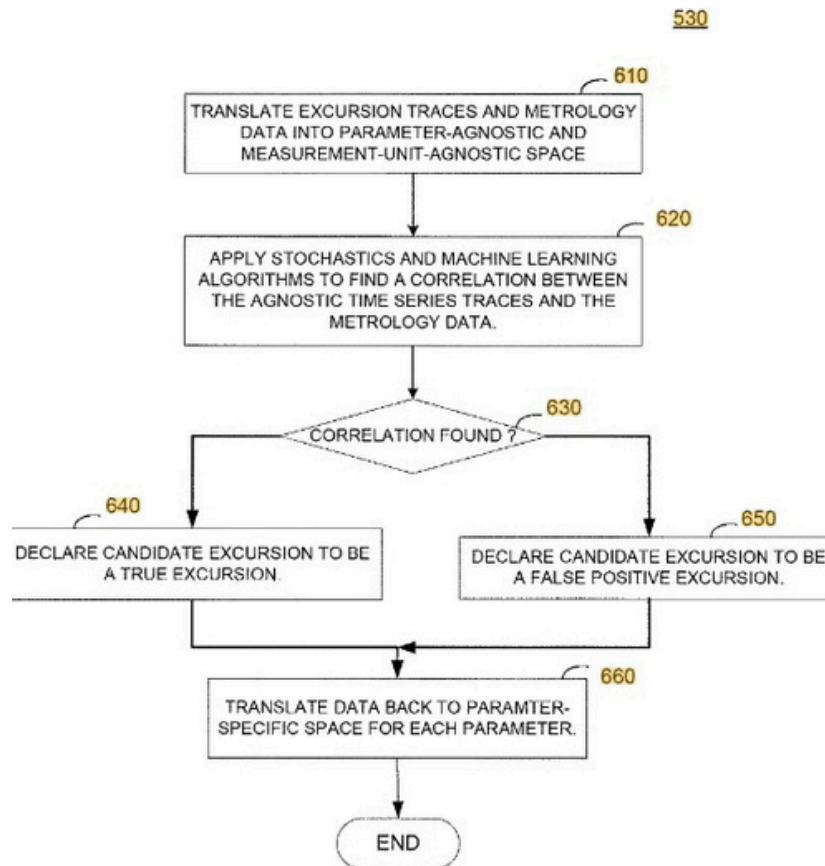 530
610
TRANSLATE EXCURSION TRACES AND METROLOGY
DATA INTO PARAMETER-AGNOSTIC AND
MEASUREMENT-UNIT-AGNOSTIC SPACE
620
APPLY STOCHASTICS AND MACHINE LEARNING
ALGORITHMS TO FIND A CORRELATION BETWEEN
THE AGNOSTIC TIME SERIES TRACES AND THE
METROLOGY DATA.
630
CORRELATION FOUND ?
640
DECLARE CANDIDATE EXCURSION TO BE
A TRUE EXCURSION.
650
DECLARE CANDIDATE EXCURSION TO BE
A FALSE POSITIVE EXCURSION.
660
TRANSLATE DATA BACK TO PARAMTER-
SPECIFIC SPACE FOR EACH PARAMETER.
END